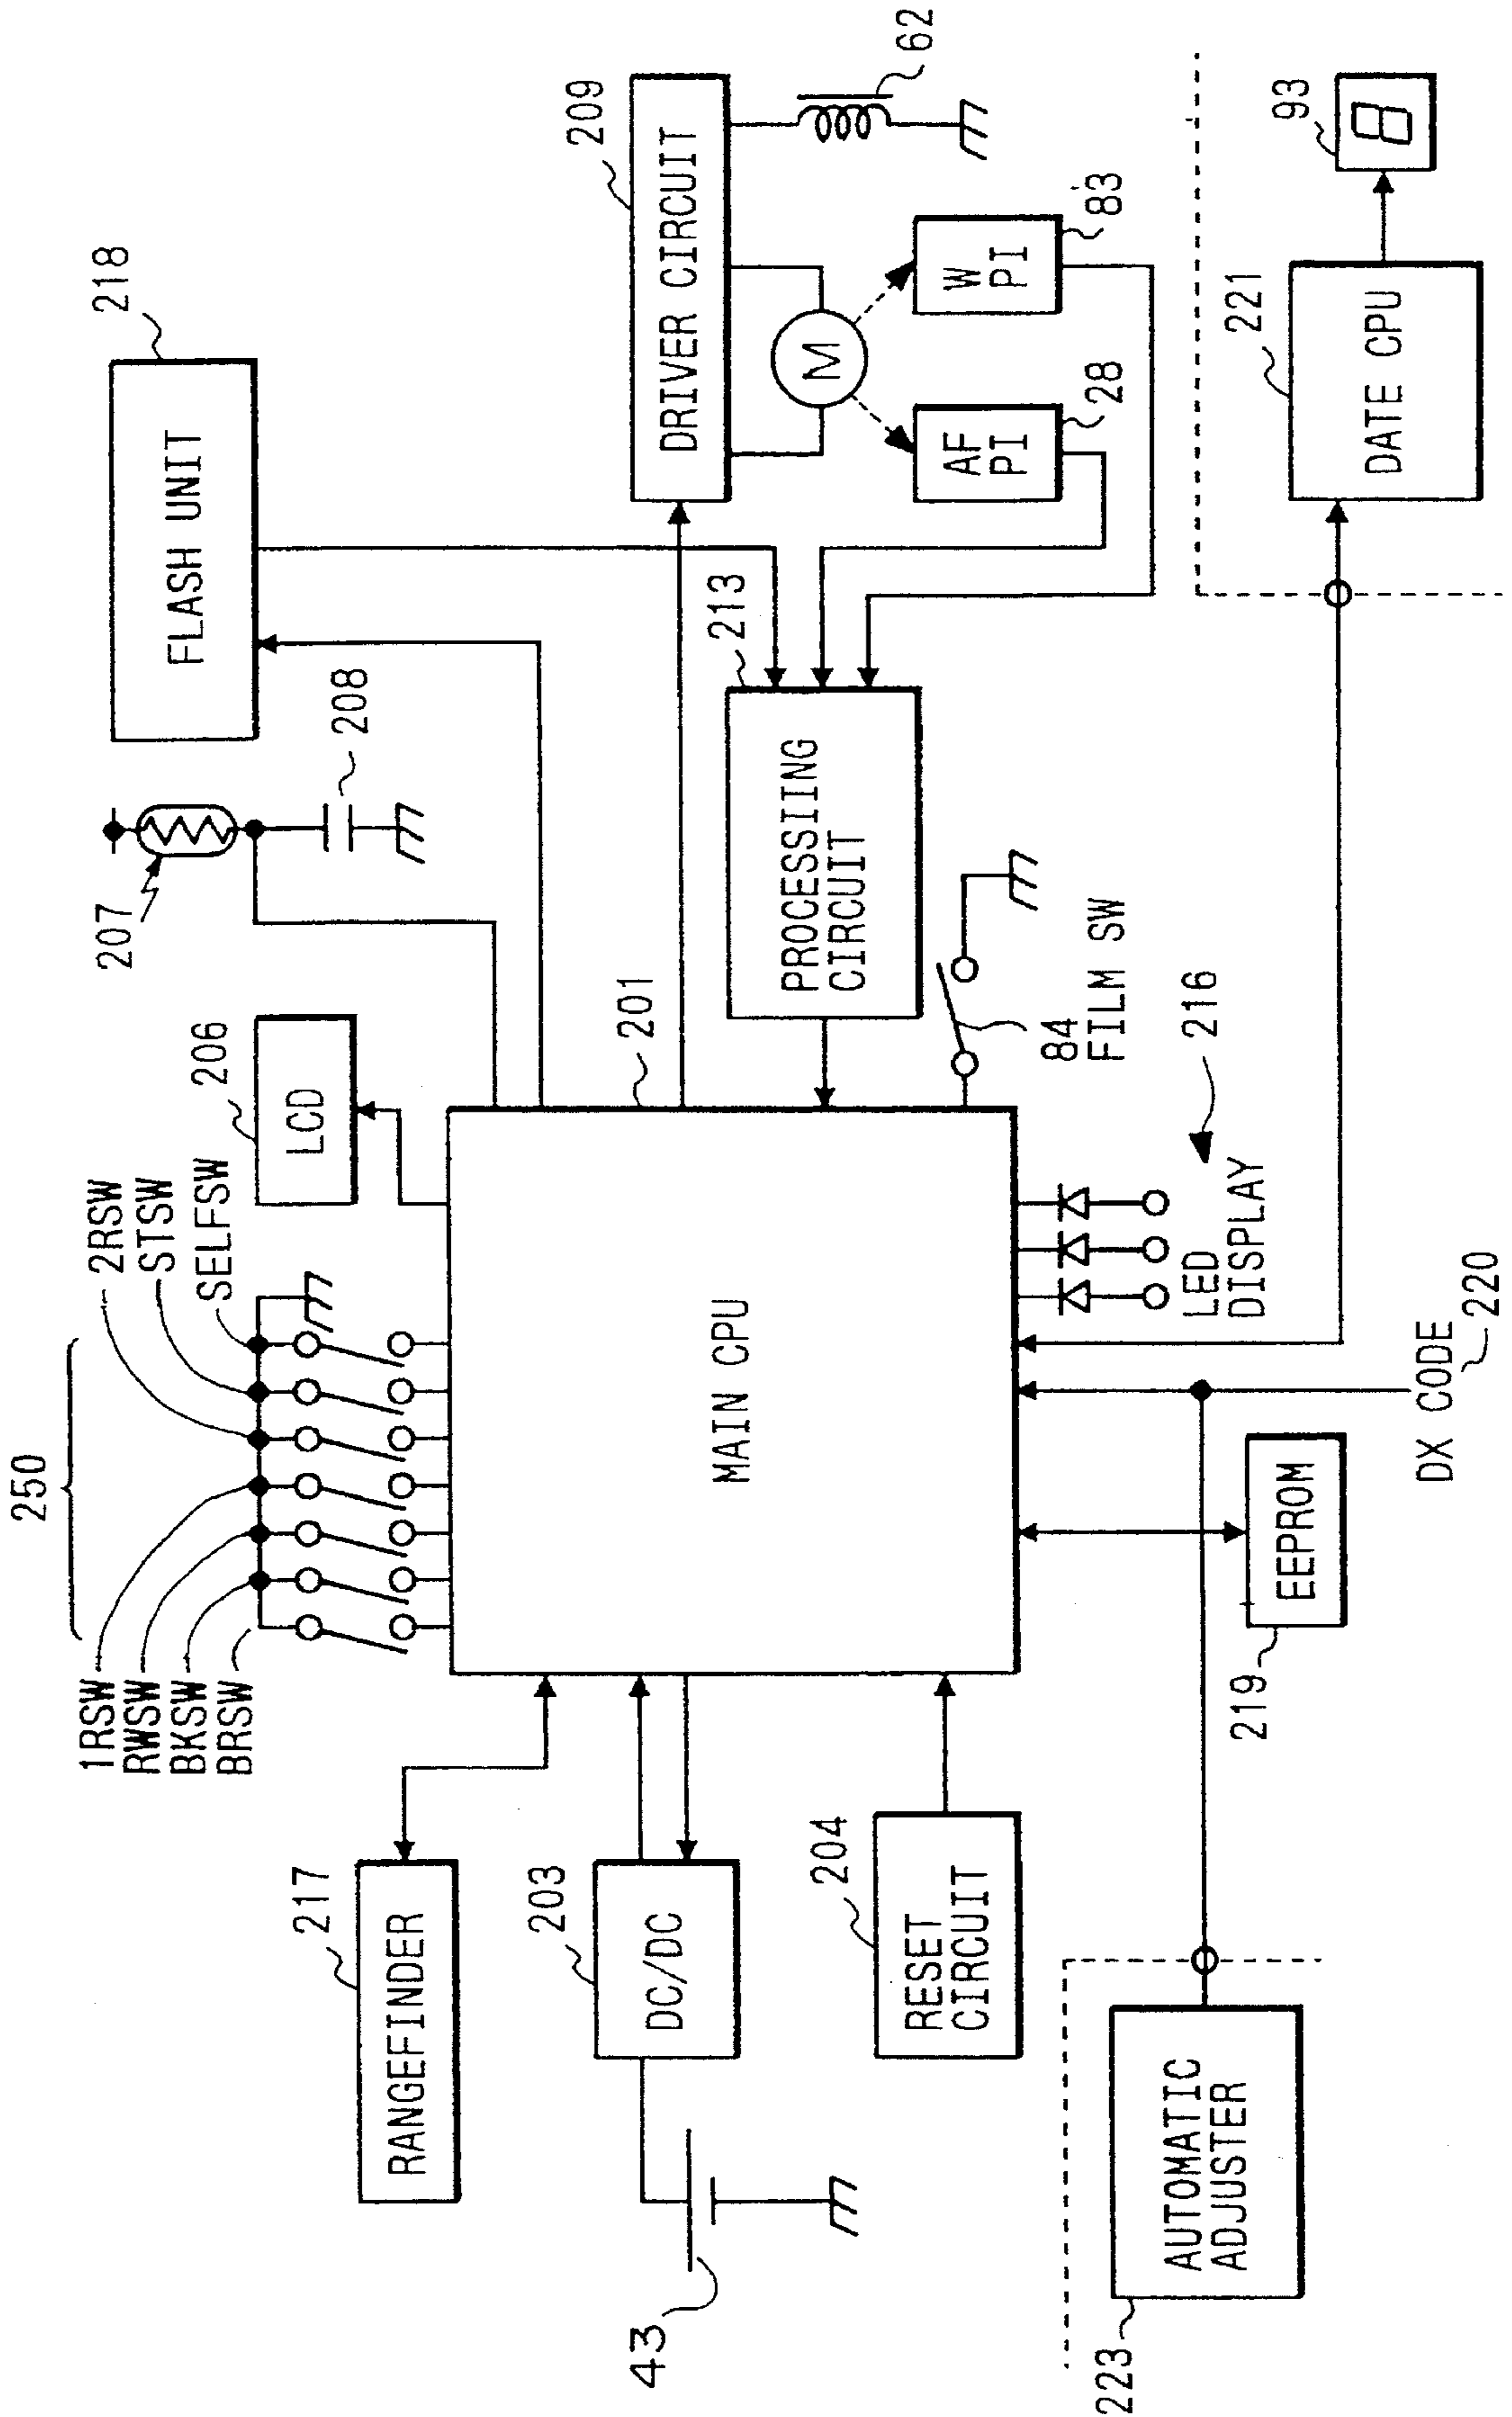 250
1RSW
RWSW
BKSW
BRSW
2RSW
STSW
SELFSW
206
LCD
207
208
218
FLASH UNIT
217
RANGEFINDER
203
DC/DC
43
204
RESET
CIRCUIT
201
MAIN CPU
213
PROCESSIING
CIRCUIT
209
DRIVER CIRCUIT
62
M
AF
PI
28
W
PI
83
84
FILM SW
216
LED
DISPLAY
223
AUTOMATIC
ADJUSTER
219
EEPROM
DX CODE
220
221
DATE CPU
93
8